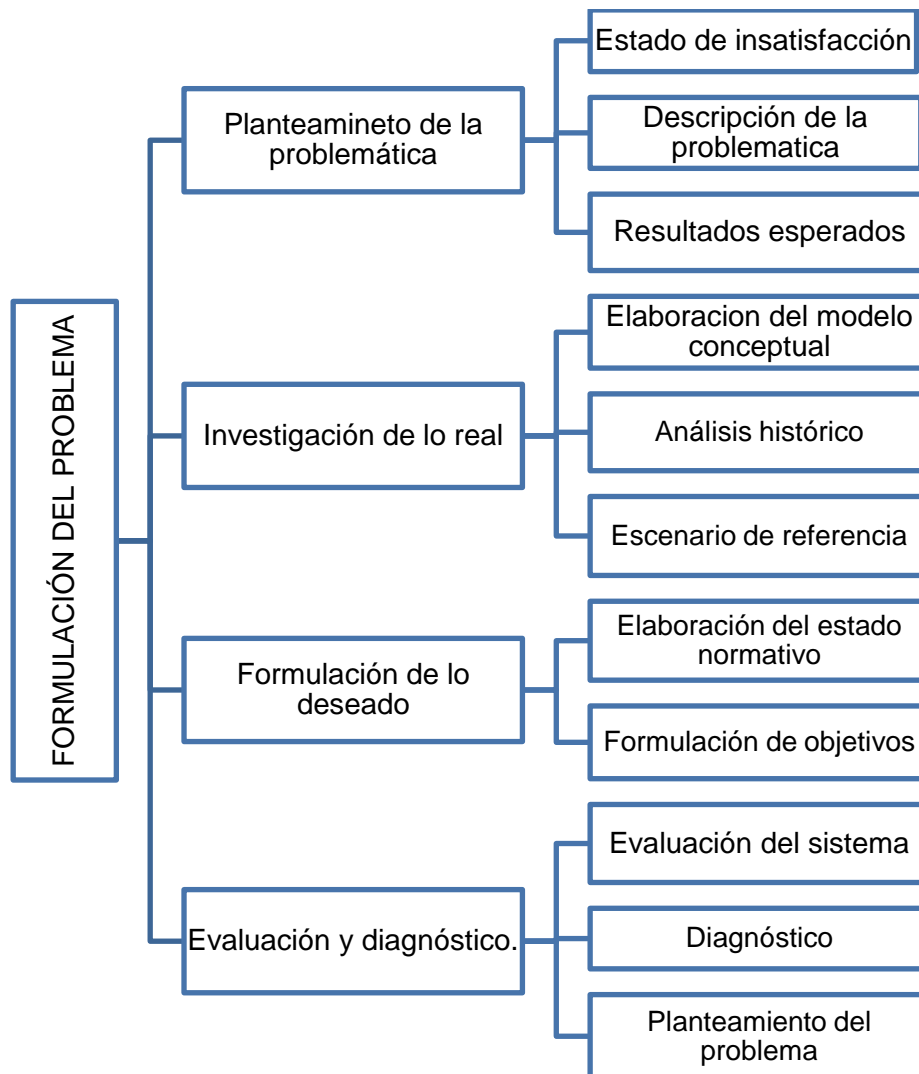 FORMULACIÓN DEL PROBLEMA
Planteamineto de la
problemática
Estado de insatisfacción
Descripción de la
problematica
Resultados esperados
Investigación de lo real
Elaboracion del modelo
conceptual
Análisis histórico
Escenario de referencia
Formulación de lo
deseado
Elaboración del estado
normativo
Formulación de objetivos
Evaluación y diagnóstico.
Evaluación del sistema
Diagnóstico
Planteamiento del
problema